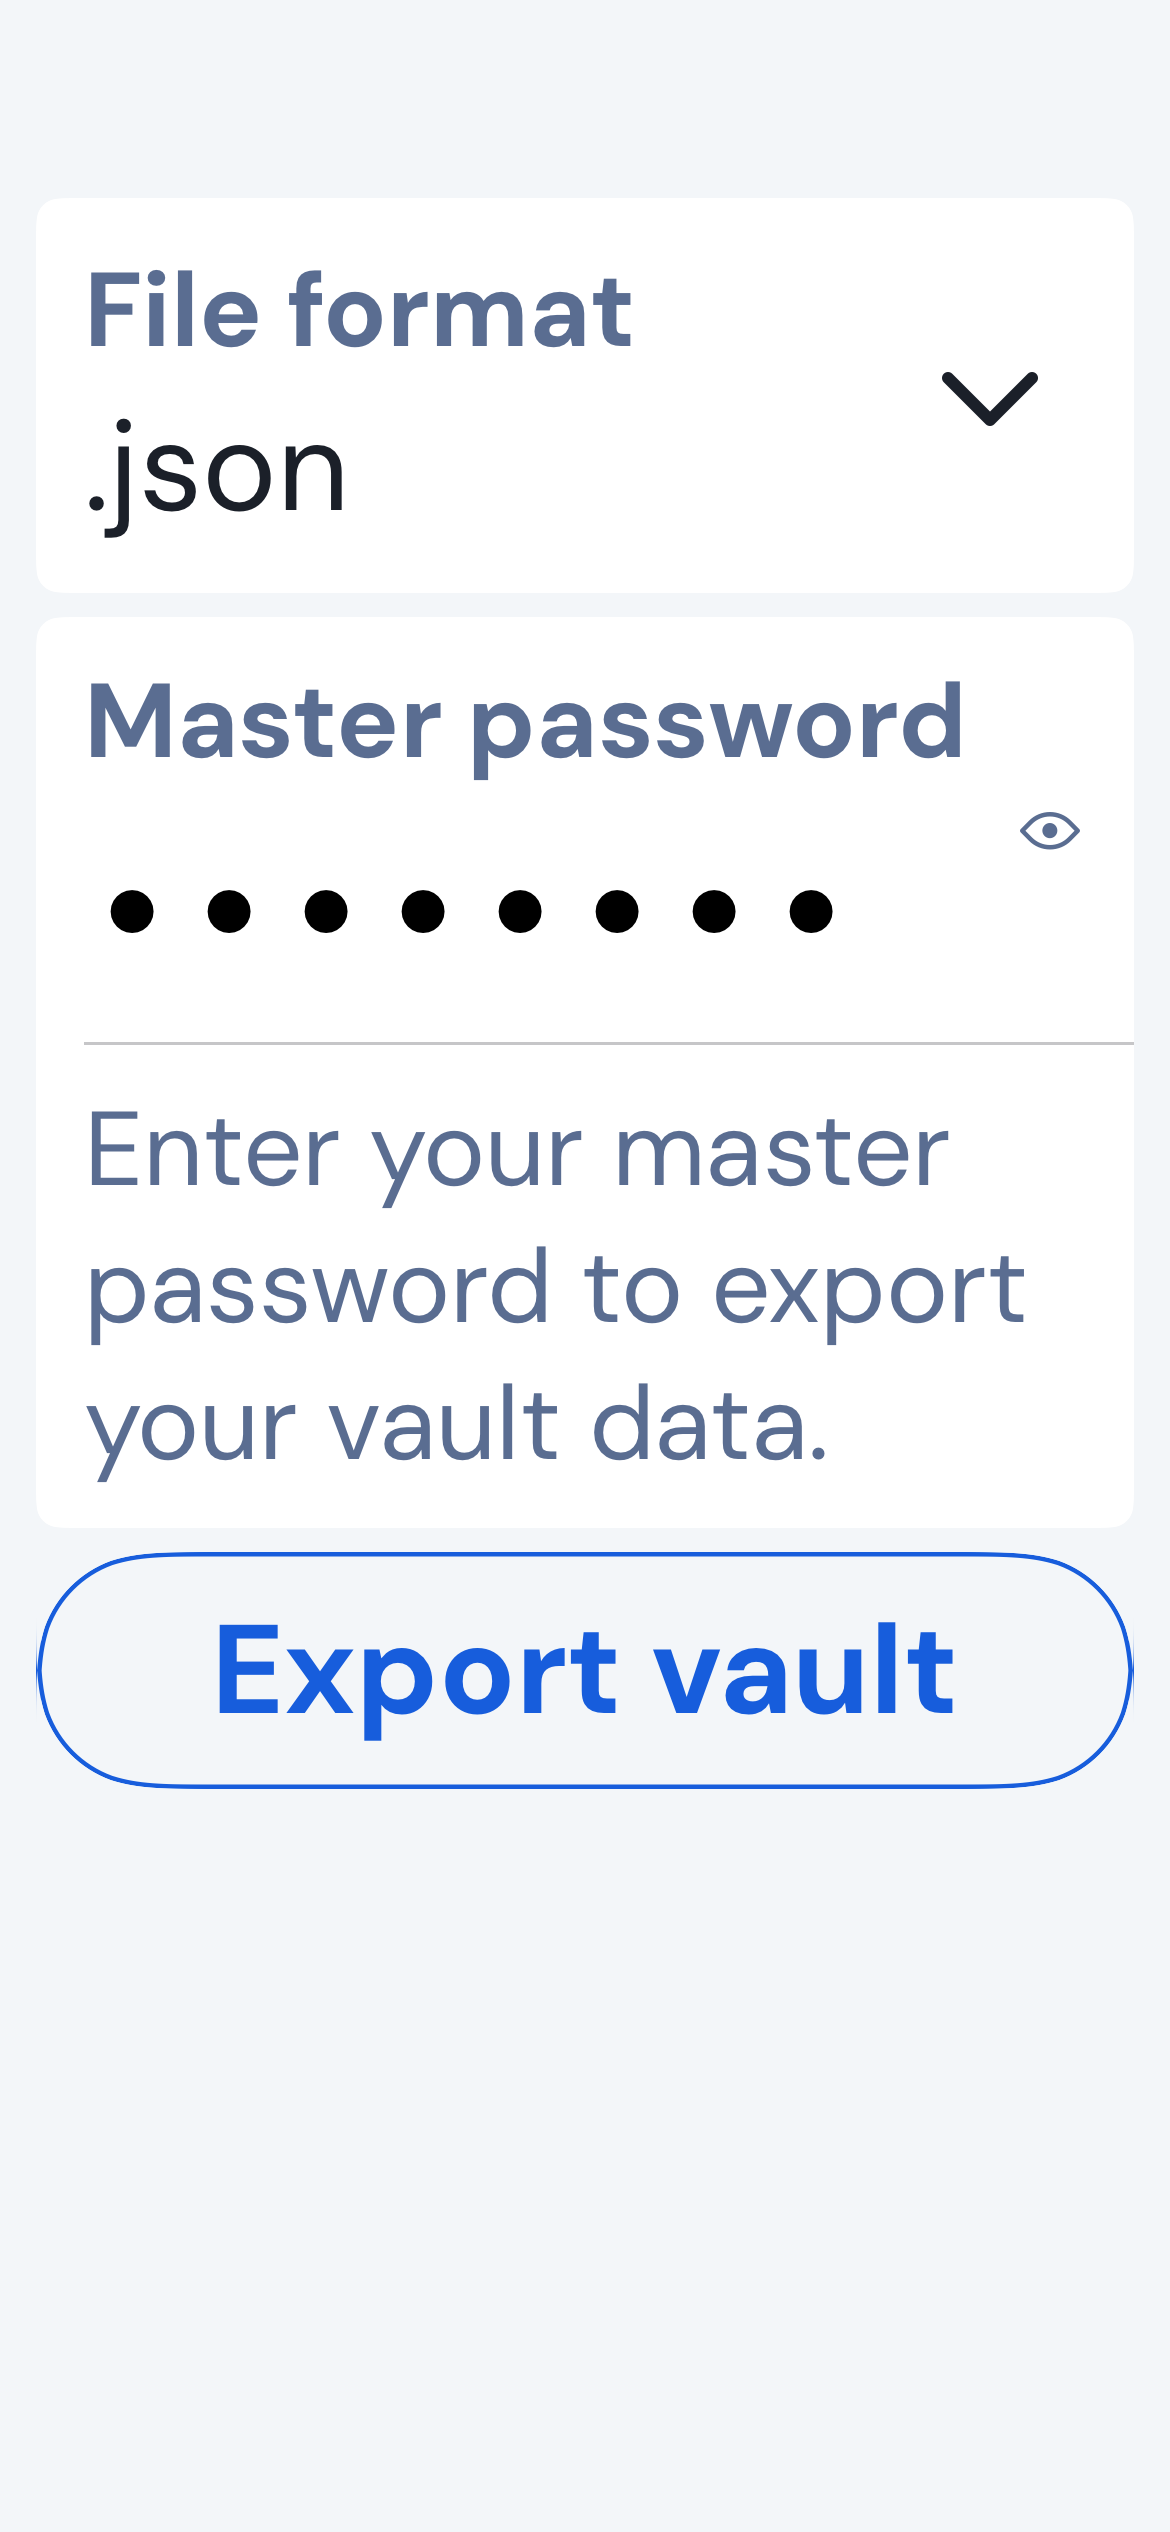 File format
.json
Master password
••••••••
Enter your master
password to export
your vault data.
Export vault